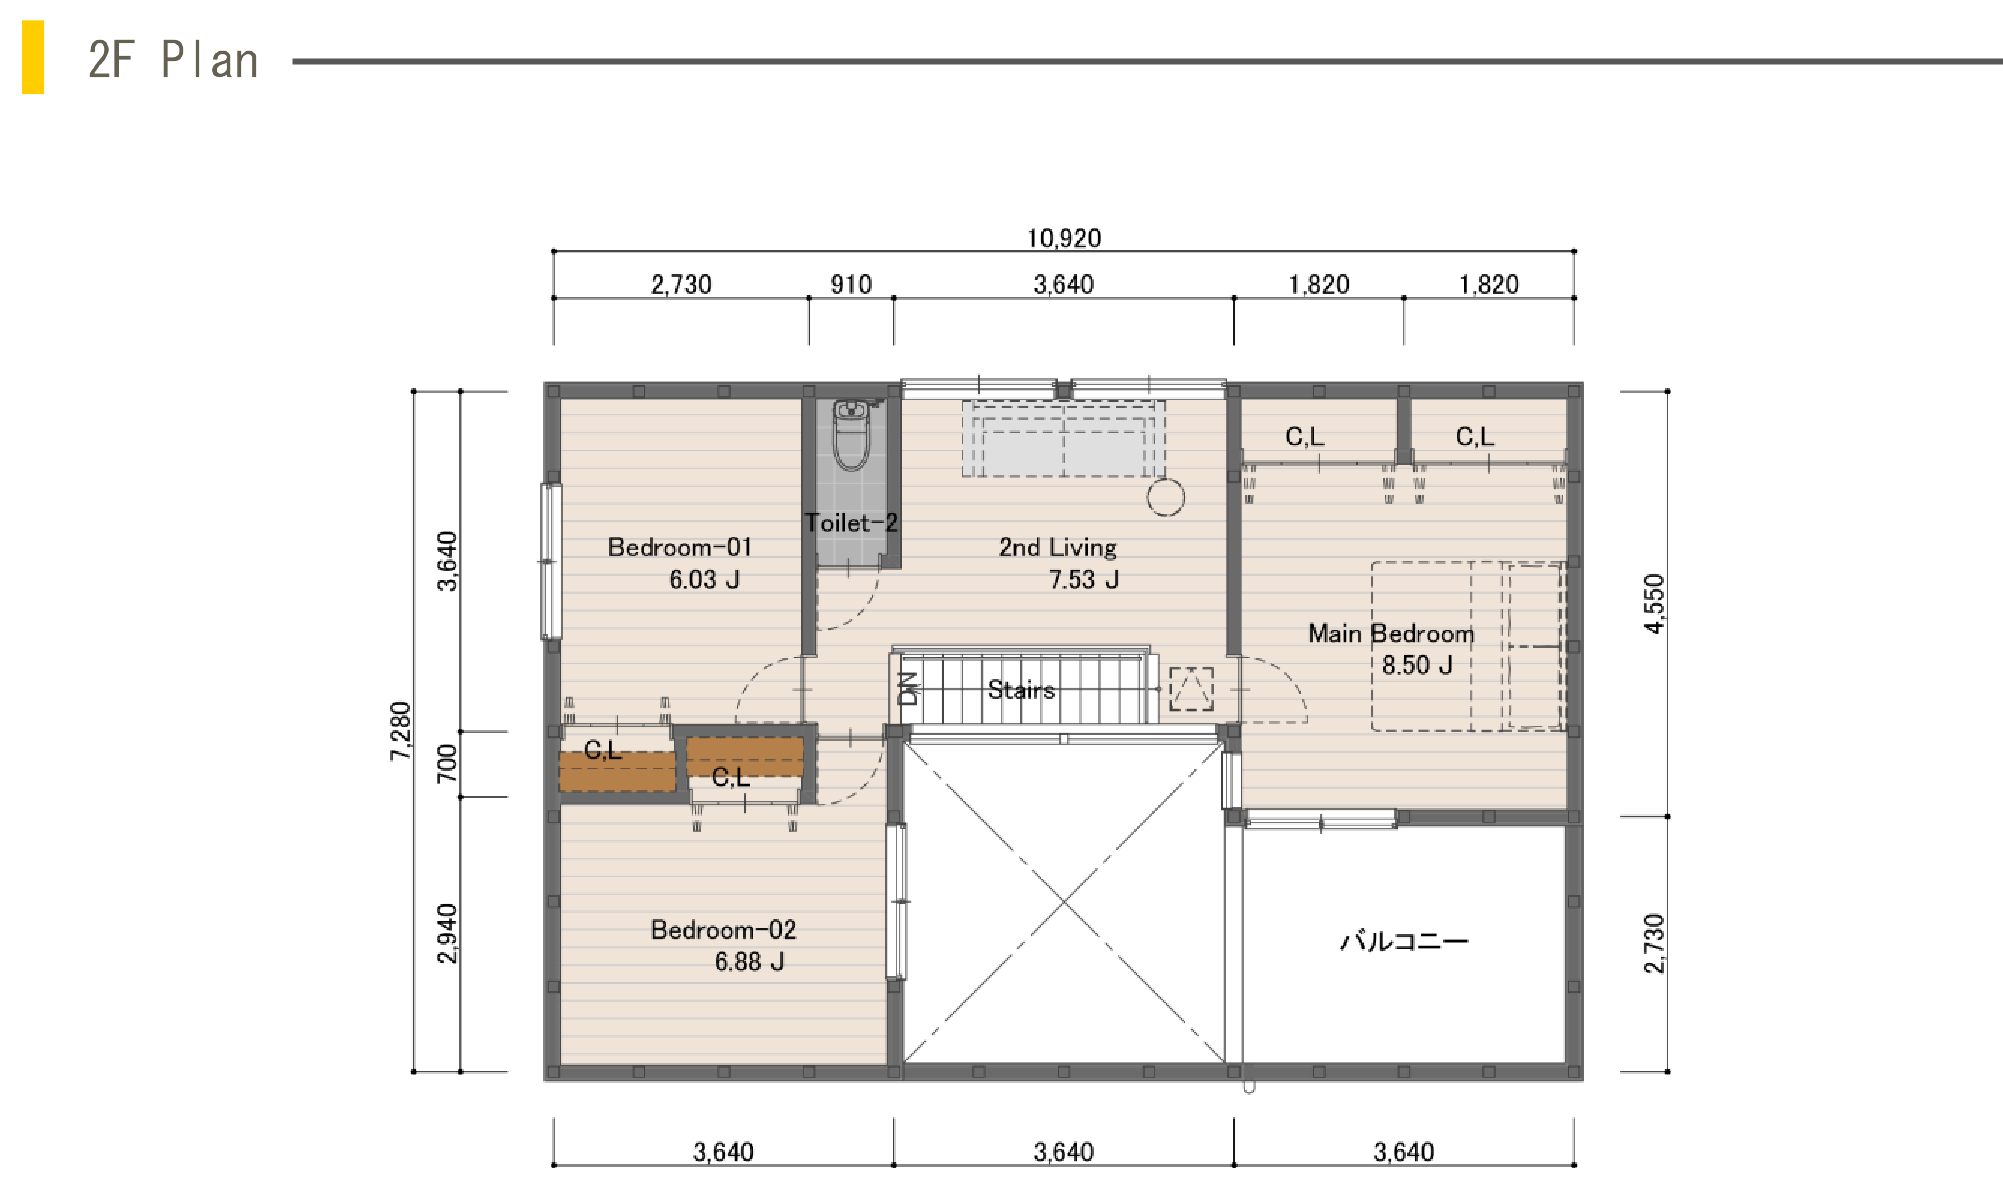 2F Plan
10,920
2,730
910
3,640
1,820
1,820
C,L
C,L
Toilet-2
Bedroom-01
6.03 J
2nd Living
7.53 J
3,640
4,550
Main Bedroom
8.50 J
DN
Stairs
7,280
700
C,L
C,L
2,940
Bedroom-02
6.88 J
バルコニー
2,730
3,640
3,640
3,640